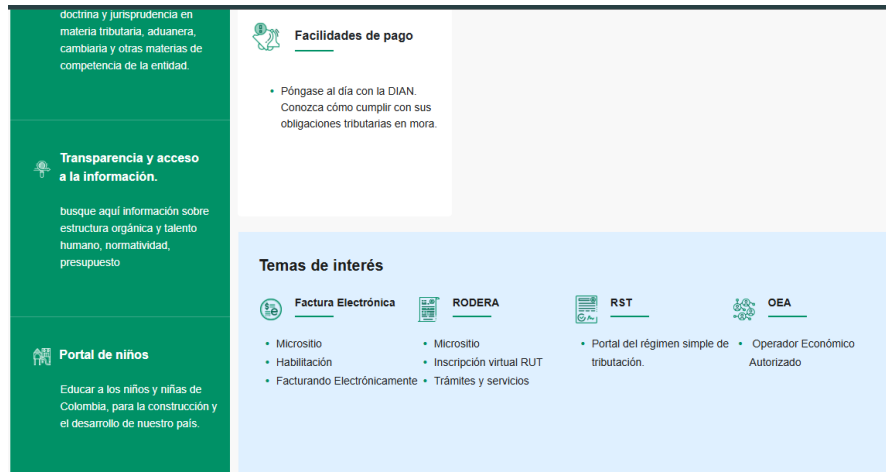 doctrina y jurisprudencia en
materia tributaria, aduanera,
cambiaria y otras materias de
competencia de la entidad.
Transparencia y acceso
a la información.
busque aquí información sobre
estructura orgánica y talento
humano, normatividad,
presupuesto
Portal de niños
Educar a los niños y niñas de
Colombia, para la construcción y
el desarrollo de nuestro país.
Facilidades de pago
• Póngase al día con la DIAN.
Conozca cómo cumplir con sus
obligaciones tributarias en mora.
Temas de interés
Factura Electrónica
• Micrositio
• Habilitación
• Facturando Electrónicamente
RODERA
• Micrositio
• Inscripción virtual RUT
• Trámites y servicios
RST
• Portal del régimen simple de
tributación.
OEA
• Operador Económico
Autorizado